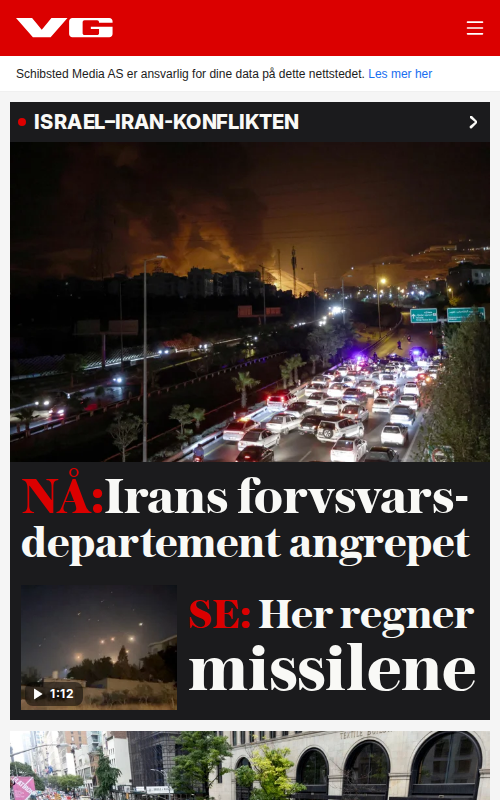 VG
Schibsted Media AS er ansvarlig for dine data på dette nettstedet. Les mer her
ISRAEL–IRAN-KONFLIKTEN
NÅ:Irans forvsvars-
departement angrepet
SE: Her regner
missilene
1:12